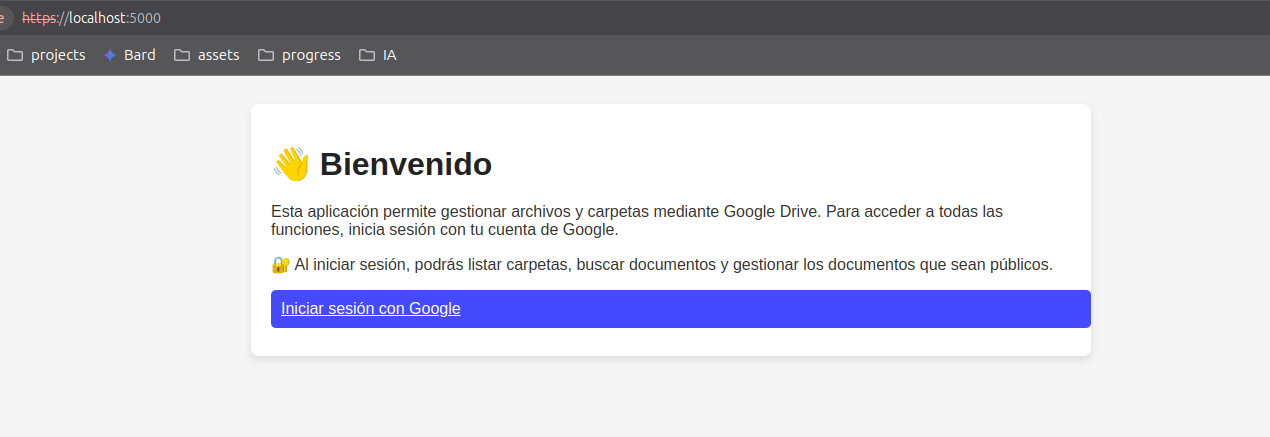 e https://localhost:5000
projects Bard assets progress IA
👋 Bienvenido
Esta aplicación permite gestionar archivos y carpetas mediante Google Drive. Para acceder a todas las
funciones, inicia sesión con tu cuenta de Google.
🔐 Al iniciar sesión, podrás listar carpetas, buscar documentos y gestionar los documentos que sean públicos.
Iniciar sesión con Google